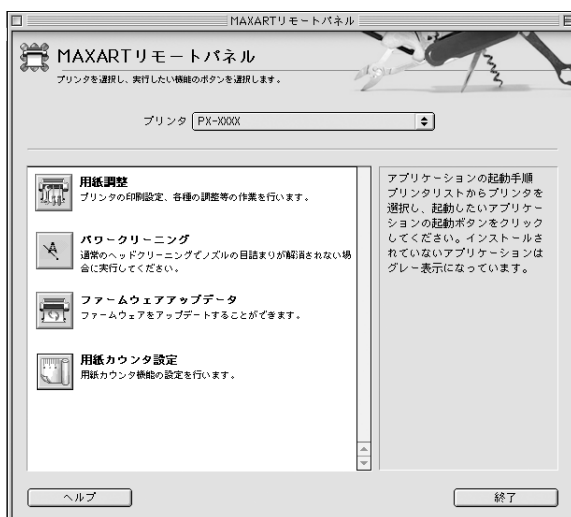 MAXARTリモートパネル
MAXARTリモートパネル
プリンタを選択し、実行したい機能のボタンを選択します。
プリンタ PX-XXXX
用紙調整
プリンタの印刷設定、各種の調整等の作業を行います。
パワークリーニング
通常のヘッドクリーニングでノズルの目詰まりが解消されない場
合に実行してください。
ファームウェアアップデータ
ファームウェアをアップデートすることができます。
用紙カウンタ設定
用紙カウンタ機能の設定を行います。
アプリケーションの起動手順
プリンタリストからプリンタを
選択し、起動したいアプリケー
ションの起動ボタンをクリック
してください。インストールさ
れていないアプリケーションは
グレー表示になっています。
ヘルプ
終了